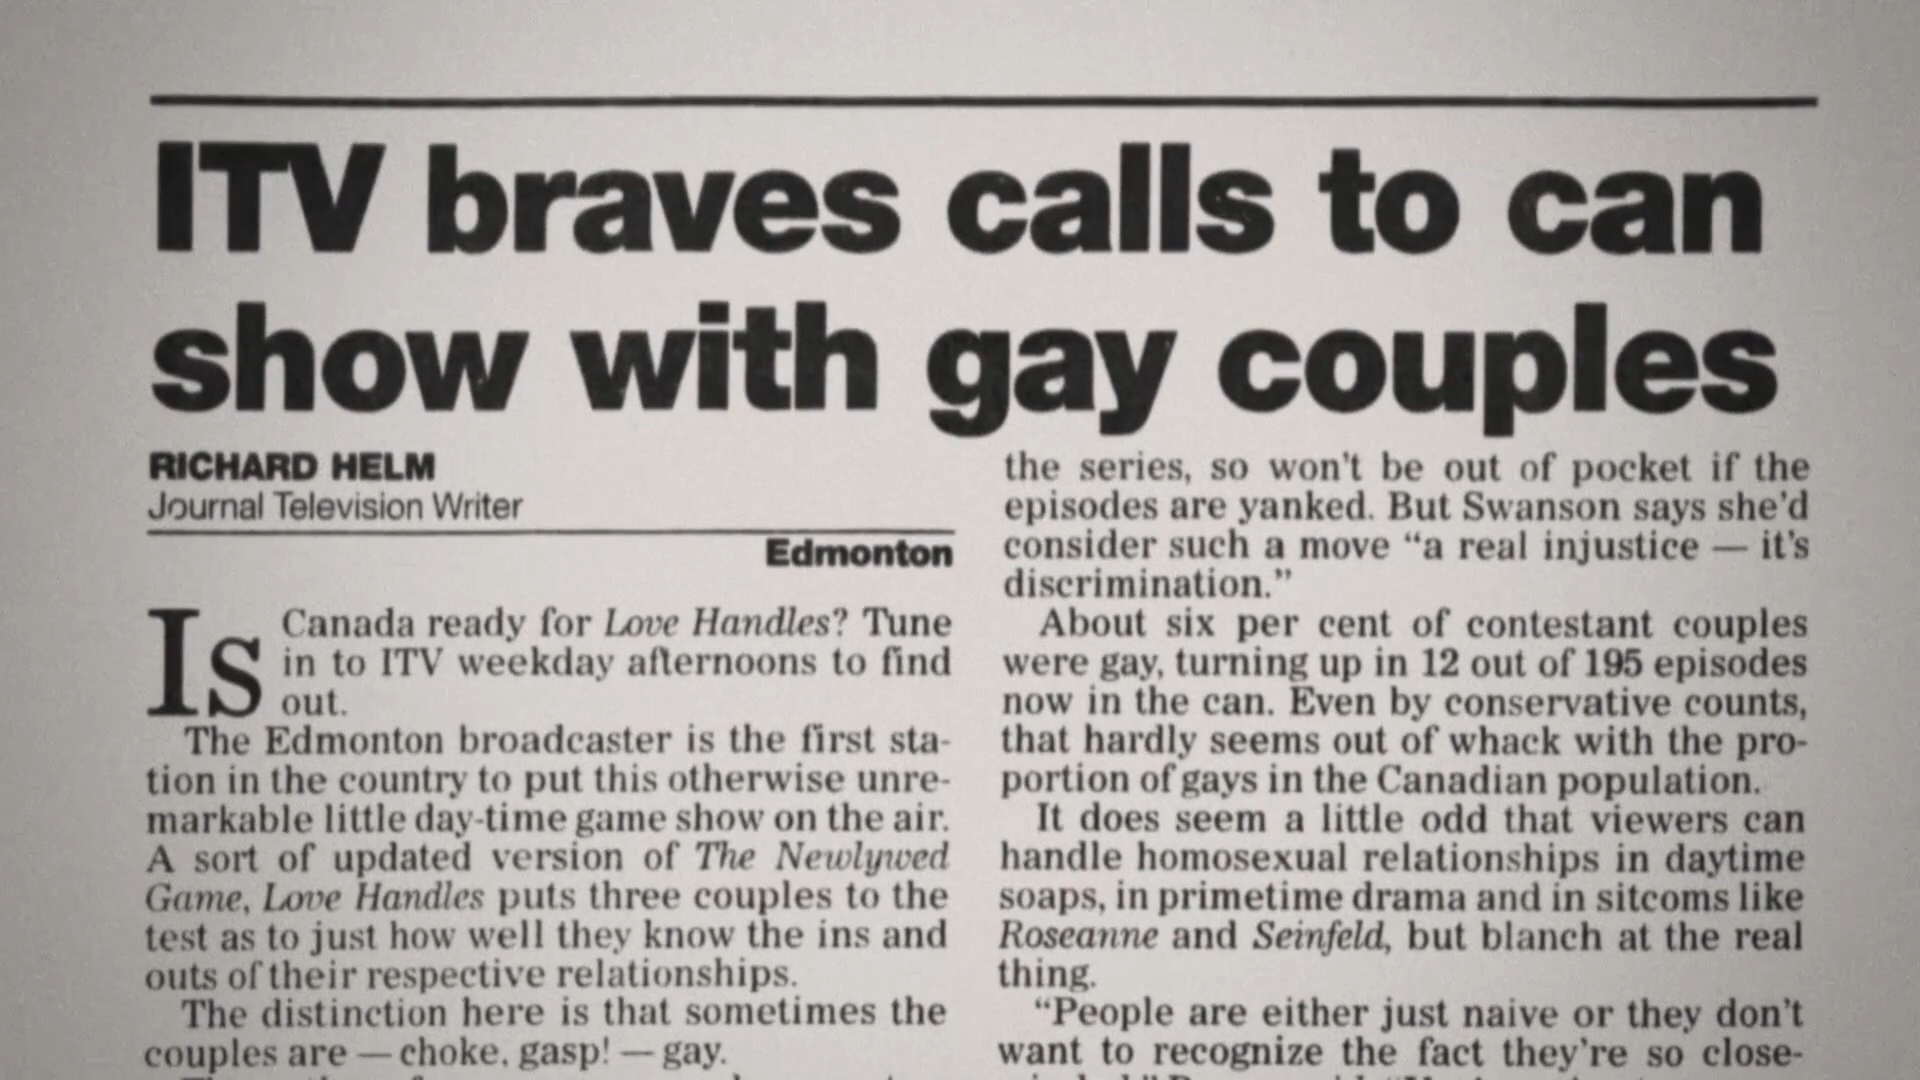 ITV braves calls to can
show with gay couples
RICHARD HELM
Journal Television Writer
Edmonton
Is Canada ready for Love Handles? Tune
in to ITV weekday afternoons to find
out.
The Edmonton broadcaster is the first sta-
tion in the country to put this otherwise unre-
markable little day-time game show on the air.
A sort of updated version of The Newlywed
Game, Love Handles puts three couples to the
test as to just how well they know the ins and
outs of their respective relationships.
The distinction here is that sometimes the
couples are — choke, gasp! — gay.
the series, so won't be out of pocket if the
episodes are yanked. But Swanson says she'd
consider such a move “a real injustice — it's
discrimination.”
About six per cent of contestant couples
were gay, turning up in 12 out of 195 episodes
now in the can. Even by conservative counts,
that hardly seems out of whack with the pro-
portion of gays in the Canadian population.
It does seem a little odd that viewers can
handle homosexual relationships in daytime
soaps, in primetime drama and in sitcoms like
Roseanne and Seinfeld, but blanch at the real
thing.
“People are either just naive or they don't
want to recognize the fact they're so close-